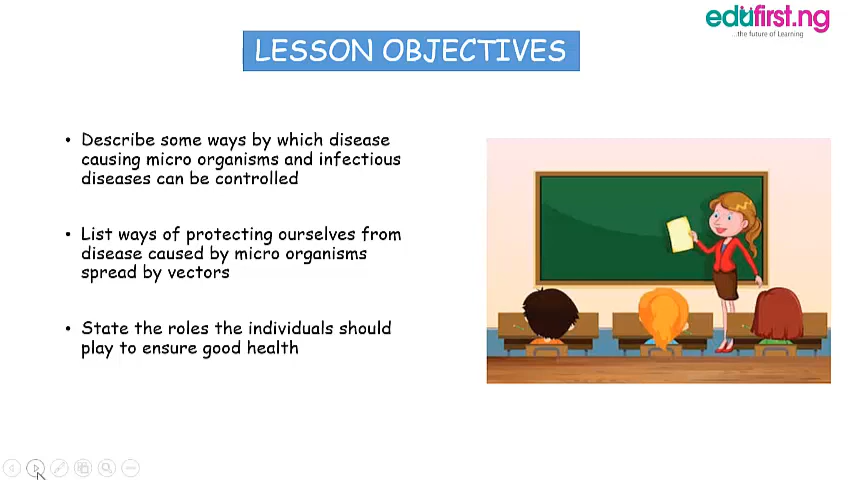 edufirst.ng
...the future of Learning
LESSON OBJECTIVES
• Describe some ways by which disease
causing micro organisms and infectious
diseases can be controlled
• List ways of protecting ourselves from
disease caused by micro organisms
spread by vectors
• State the roles the individuals should
play to ensure good health